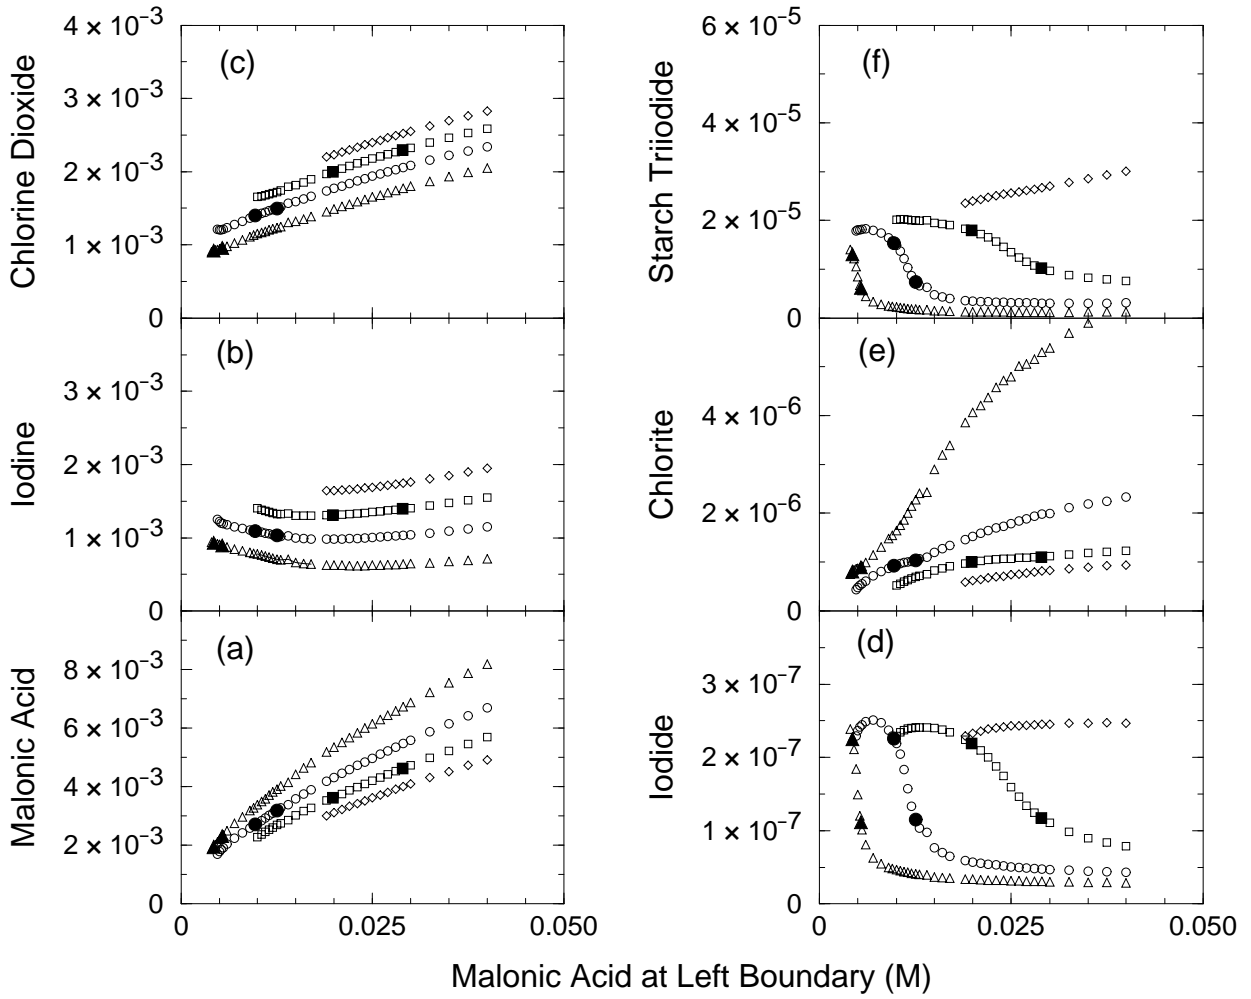 Chlorine Dioxide
4 × 10−3
3 × 10−3
2 × 10−3
1 × 10−3
0
(c)
Iodine
3 × 10−3
2 × 10−3
1 × 10−3
0
(b)
Malonic Acid
8 × 10−3
6 × 10−3
4 × 10−3
2 × 10−3
0
(a)
0 0.025 0.050
Starch Triiodide
6 × 10−5
4 × 10−5
2 × 10−5
0
(f)
Chlorite
4 × 10−6
2 × 10−6
0
(e)
Iodide
3 × 10−7
2 × 10−7
1 × 10−7
0
(d)
0 0.025 0.050
Malonic Acid at Left Boundary (M)